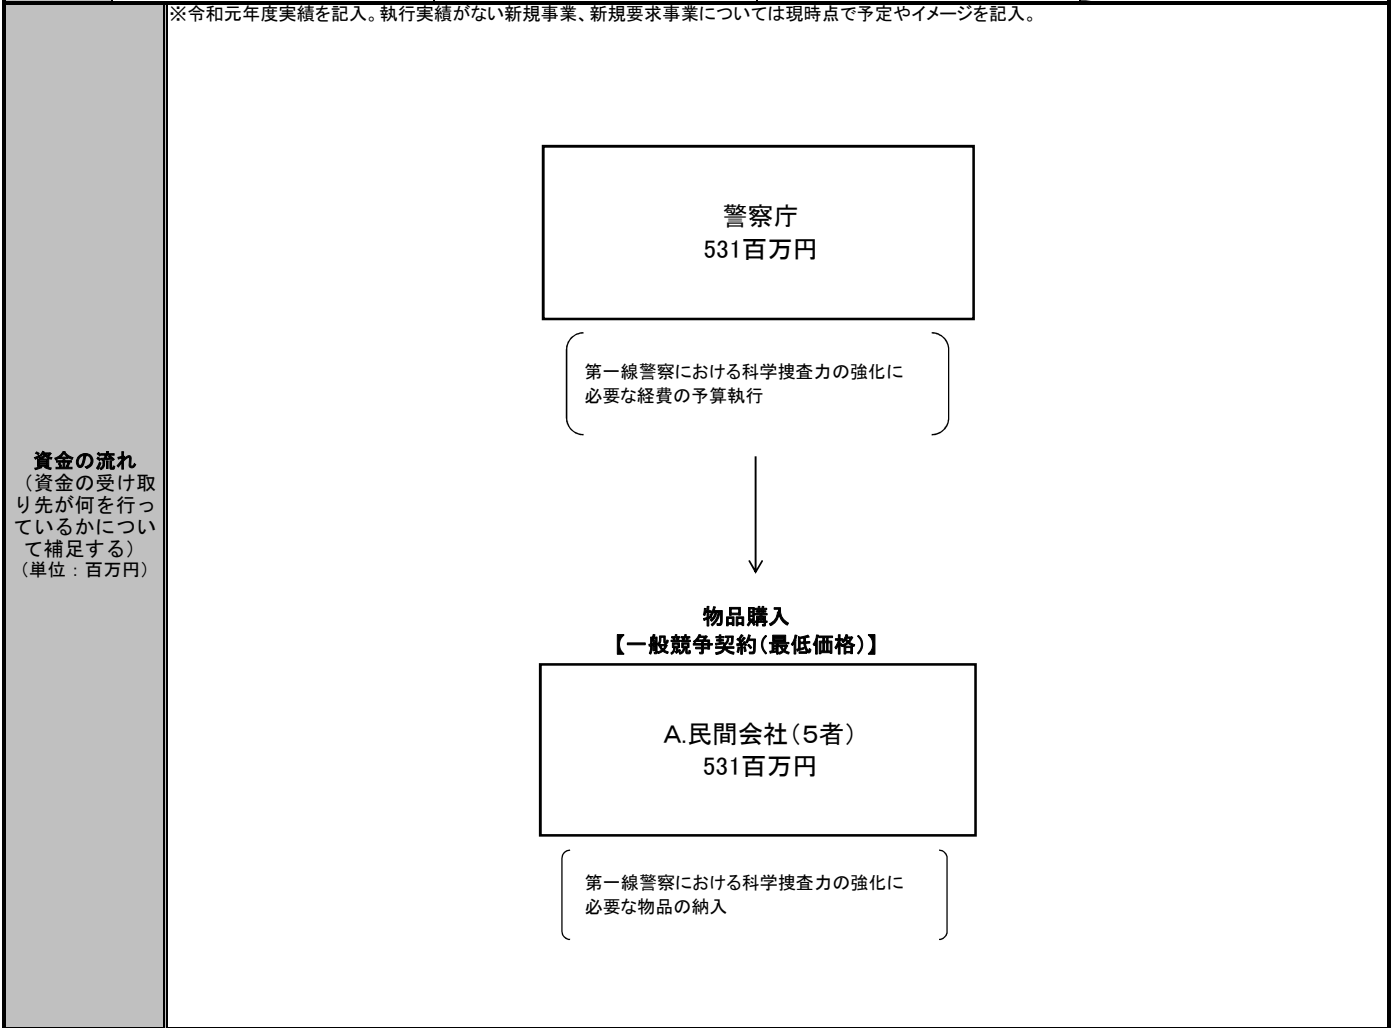 ※令和元年度実績を記入。執行実績がない新規事業、新規要求事業については現時点で予定やイメージを記入。
警察庁
531百万円
第一線警察における科学捜査力の強化に
必要な経費の予算執行
資金の流れ
（資金の受け取
り先が何を行っ
ているかについ
て補足する）
（単位：百万円）
物品購入
【一般競争契約（最低価格）】
A.民間会社（5者）
531百万円
第一線警察における科学捜査力の強化に
必要な物品の納入